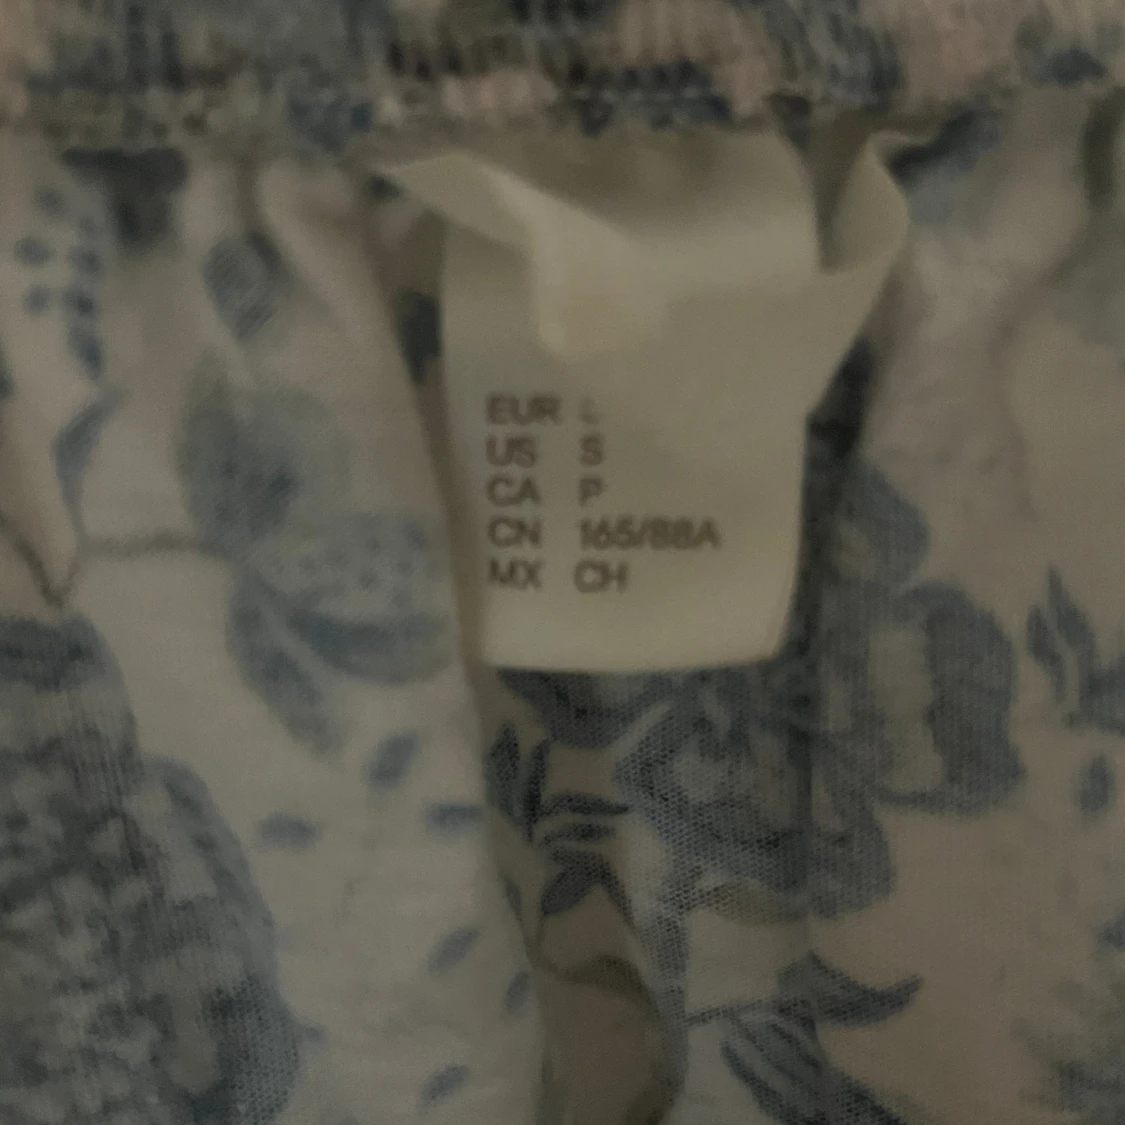 EUR
US S
CA P
CN 165/88A
MX CH